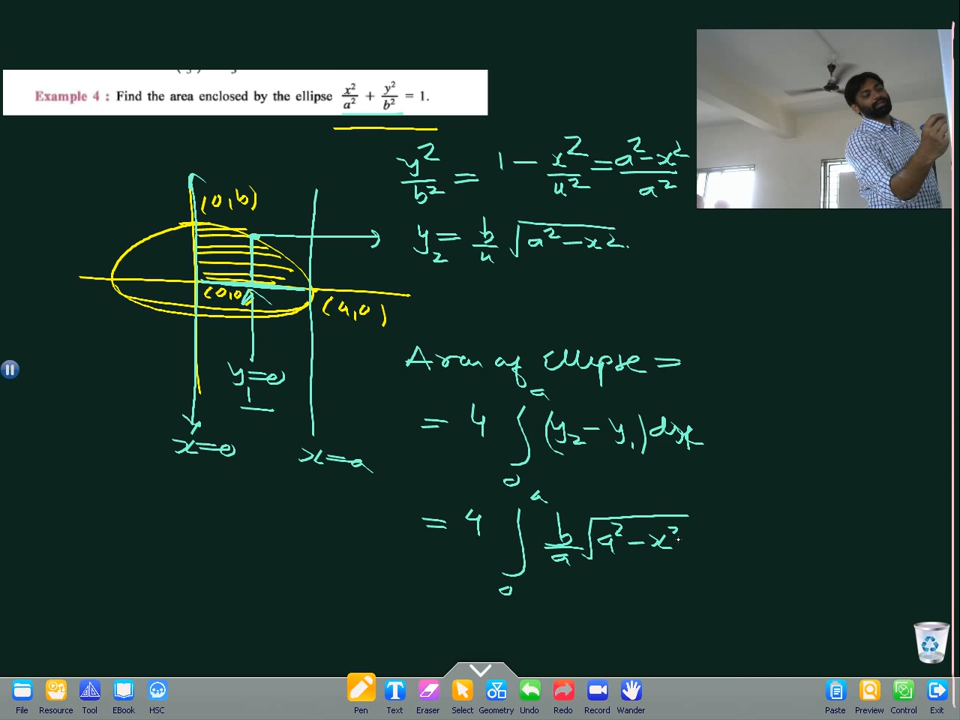 Example 4 : Find the area enclosed by the ellipse x²/a² + y²/b² = 1.
y²/b² = 1 - x²/a² = a²-x²/a²
(0,b)
y₂ = b/a √a²-x².
(0,0)
(a,0)
Area of ellipse =
y=0
1
= 4 ∫₀ᵃ (y₂ - y₁) dx
x=0
x=a
= 4 ∫₀ᵃ b/a √a²-x²
File Resource Tool EBook HSC Pen Text Eraser Select Geometry Undo Redo Record Wander Paste Preview Control Exit